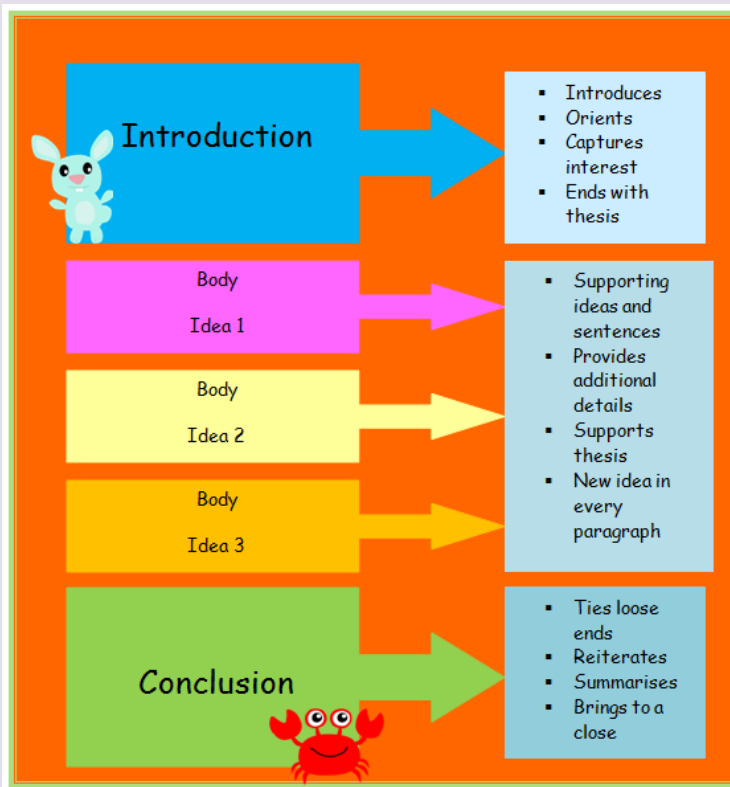 Introduction
▪ Introduces
▪ Orients
▪ Captures
interest
▪ Ends with
thesis
Body
Idea 1
Body
Idea 2
Body
Idea 3
▪ Supporting
ideas and
sentences
▪ Provides
additional
details
▪ Supports
thesis
▪ New idea in
every
paragraph
Conclusion
▪ Ties loose
ends
▪ Reiterates
▪ Summarises
▪ Brings to a
close